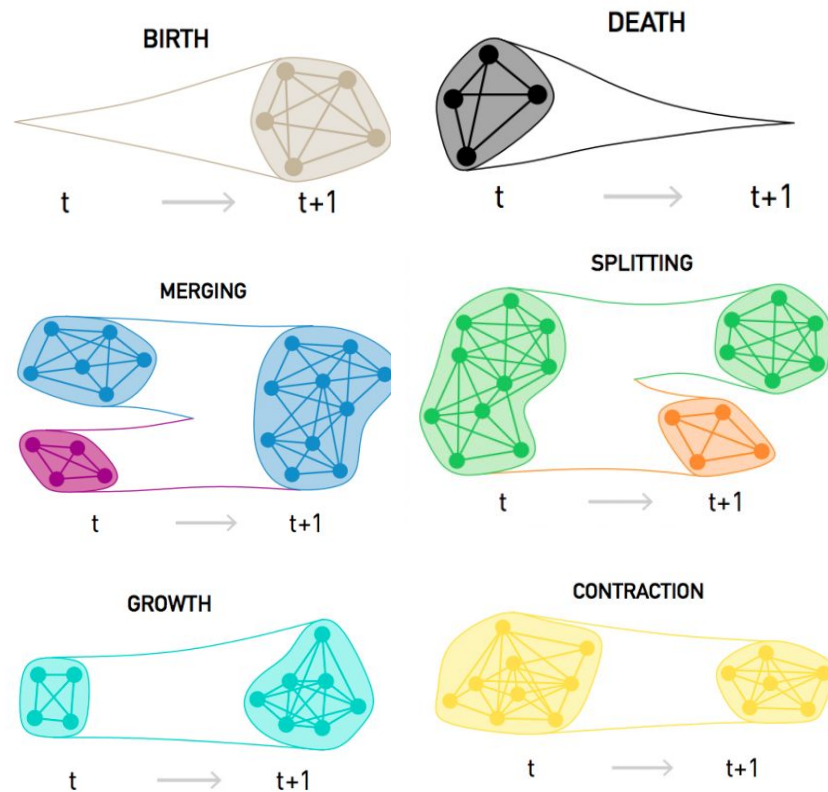 BIRTH
t t+1
DEATH
t t+1
MERGING
t t+1
SPLITTING
t t+1
GROWTH
t t+1
CONTRACTION
t t+1